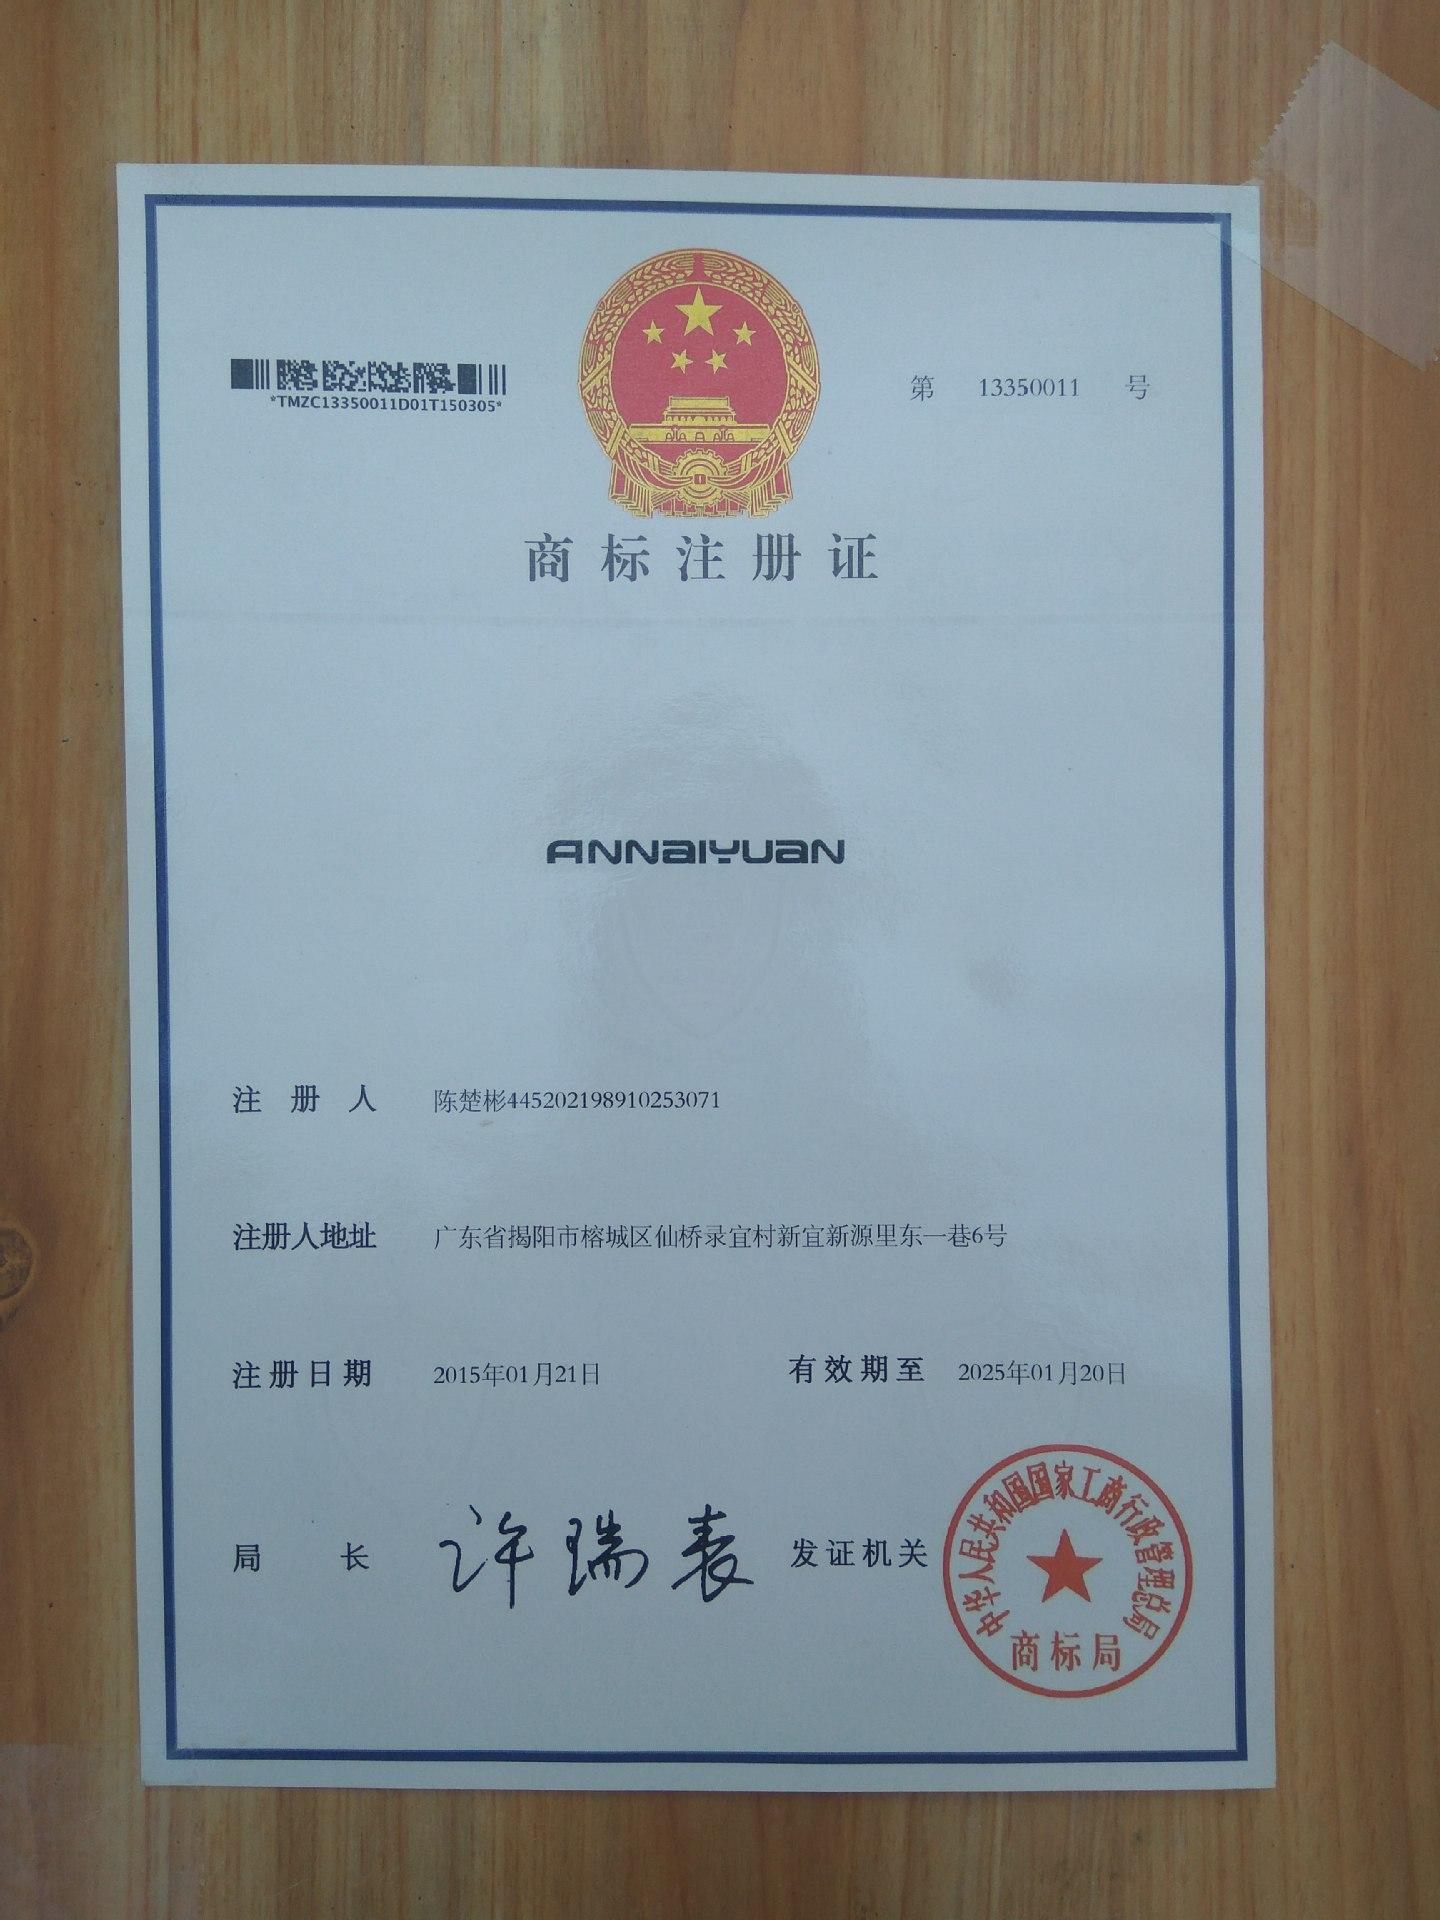 *TMZC13350011D01T150305*
第 13350011 号
商标注册证
ANNAIYUAN
注册人 陈楚彬445202198910253071
注册人地址 广东省揭阳市榕城区仙桥录宜村新宜新源里东一巷6号
注册日期 2015年01月21日 有效期至 2025年01月20日
局长 许瑞表 发证机关
中华人民共和国国家工商行政管理总局
商标局